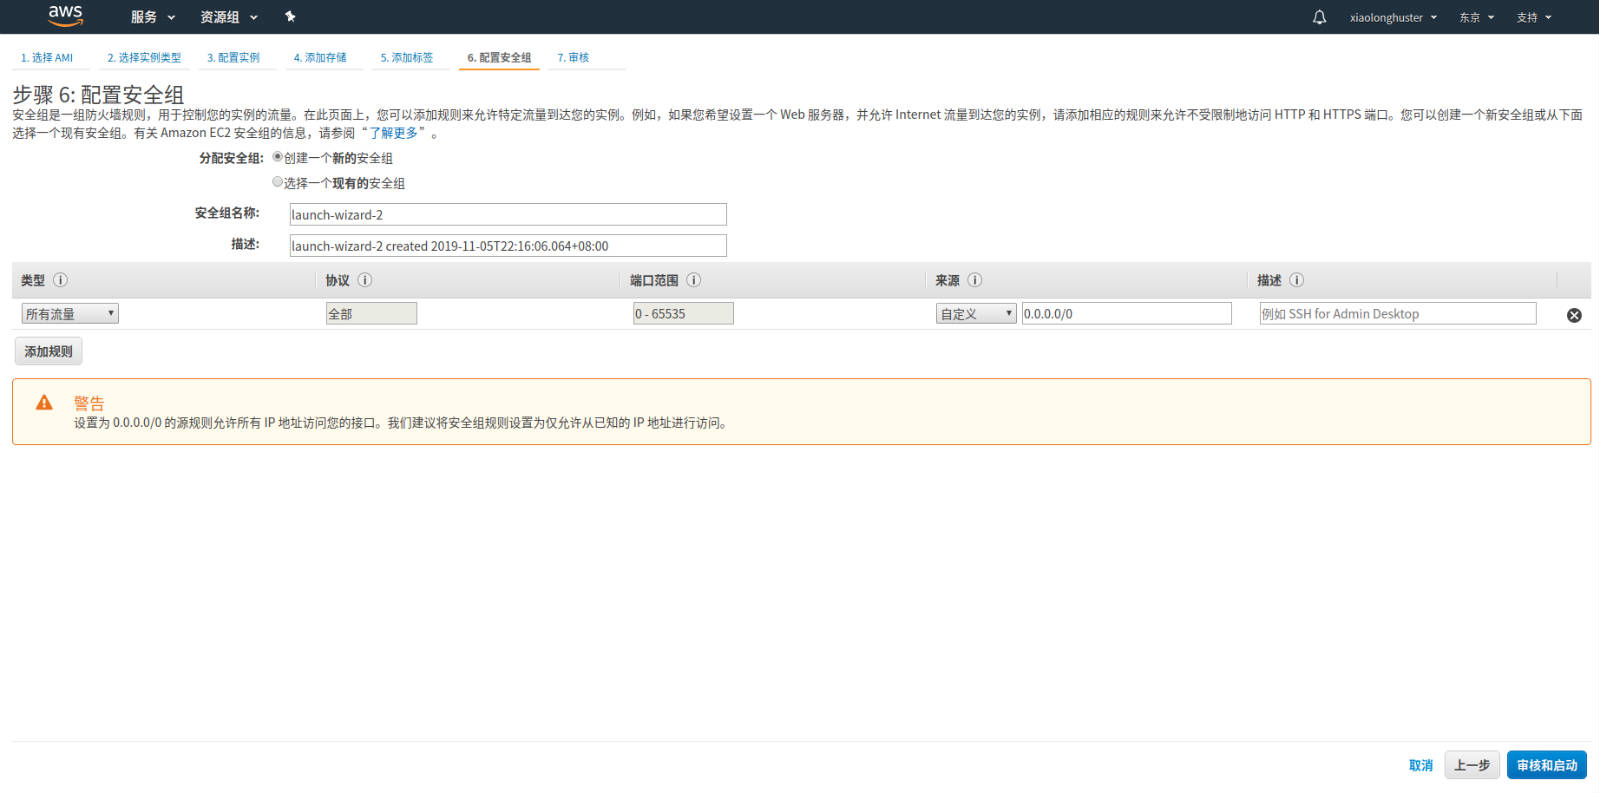 aws 服务 资源组 xiaolonghuster 东京 支持
1. 选择 AMI 2. 选择实例类型 3. 配置实例 4. 添加存储 5. 添加标签 6. 配置安全组 7. 审核
步骤 6: 配置安全组
安全组是一组防火墙规则，用于控制您的实例的流量。在此页面上，您可以添加规则来允许特定流量到达您的实例。例如，如果您希望设置一个 Web 服务器，并允许 Internet 流量到达您的实例，请添加相应的规则来允许不受限制地访问 HTTP 和 HTTPS 端口。您可以创建一个新安全组或从下面
选择一个现有安全组。有关 Amazon EC2 安全组的信息，请参阅“了解更多”。
分配安全组: 创建一个新的安全组
选择一个现有的安全组
安全组名称: launch-wizard-2
描述: launch-wizard-2 created 2019-11-05T22:16:06.064+08:00
类型 协议 端口范围 来源 描述
所有流量 全部 0 - 65535 自定义 0.0.0.0/0 例如 SSH for Admin Desktop
添加规则
警告
设置为 0.0.0.0/0 的源规则允许所有 IP 地址访问您的接口。我们建议将安全组规则设置为仅允许从已知的 IP 地址进行访问。
取消 上一步 审核和启动